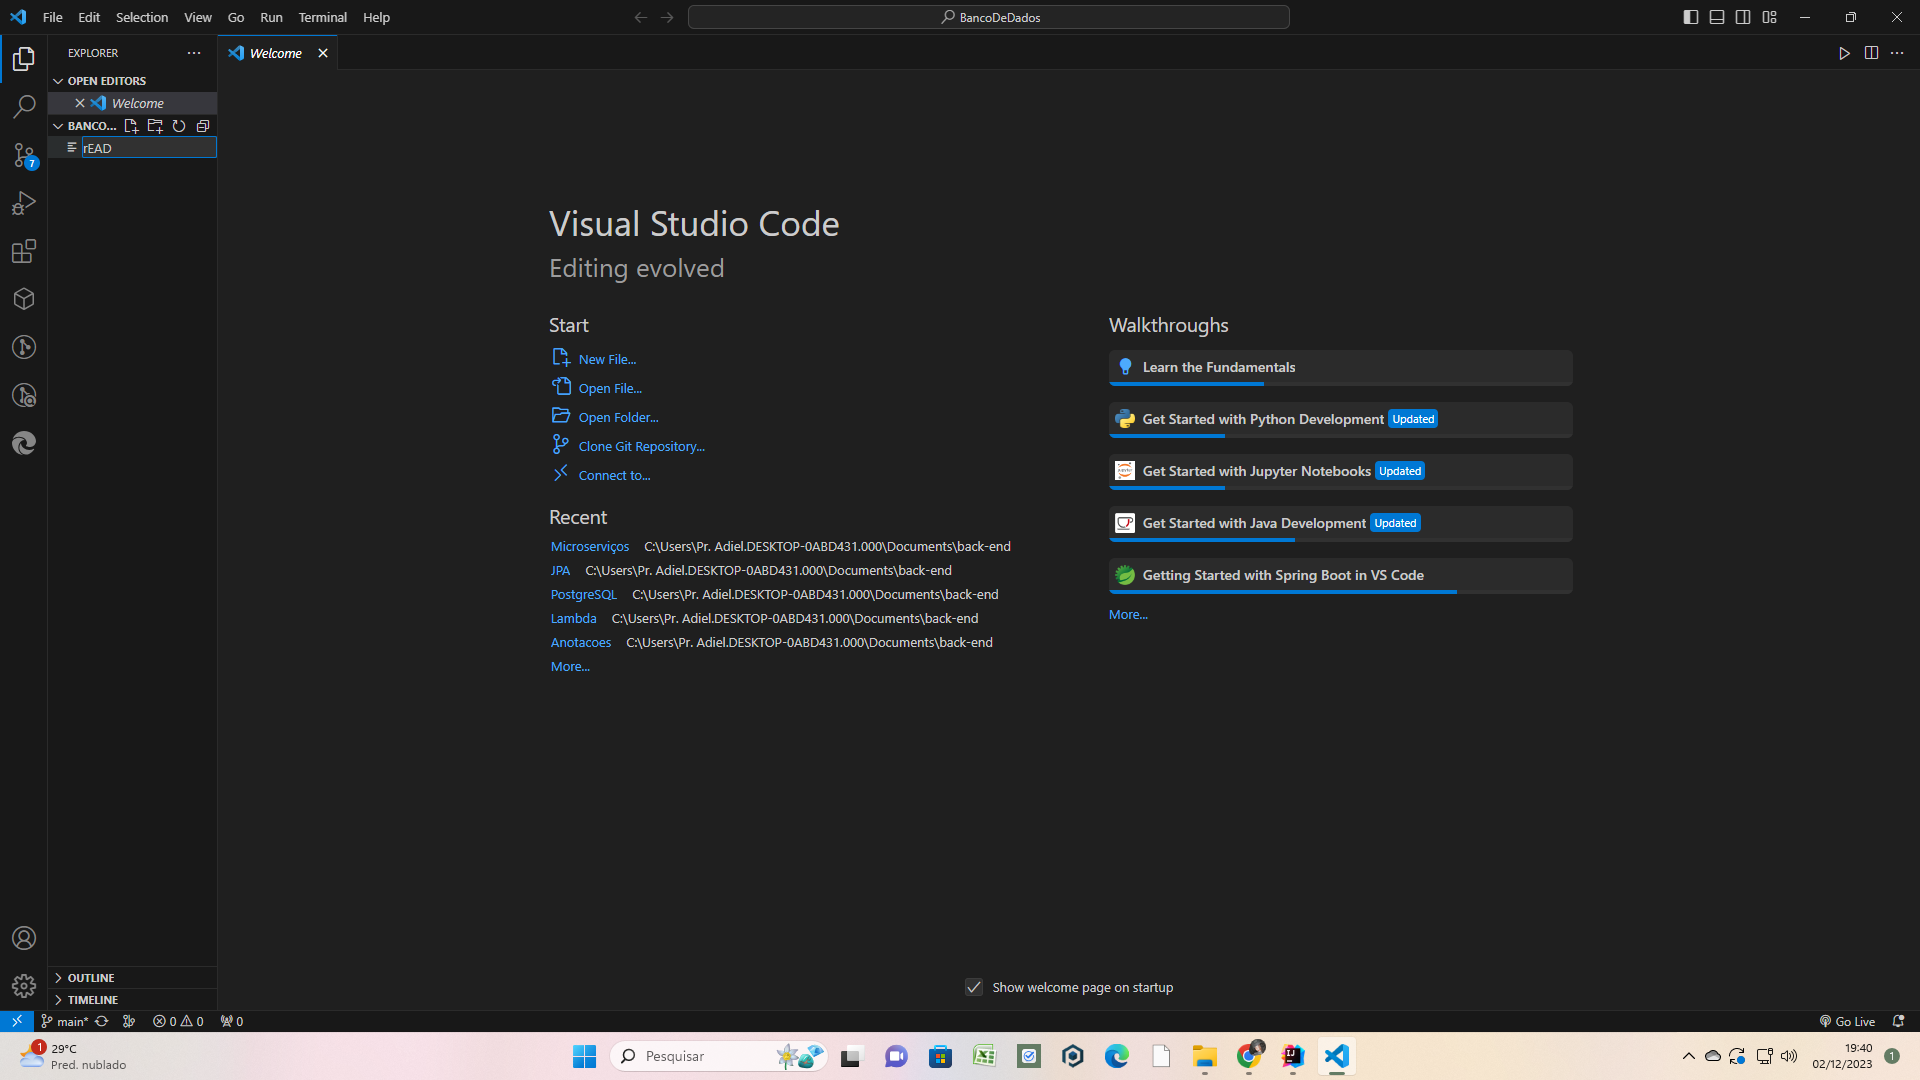 File Edit Selection View Go Run Terminal Help
BancoDeDados
EXPLORER
Welcome
OPEN EDITORS
Welcome
BANCO...
rEAD
7
Visual Studio Code
Editing evolved
Start
New File...
Open File...
Open Folder...
Clone Git Repository...
Connect to...
Recent
Microserviços C:\Users\Pr. Adiel.DESKTOP-0ABD431.000\Documents\back-end
JPA C:\Users\Pr. Adiel.DESKTOP-0ABD431.000\Documents\back-end
PostgreSQL C:\Users\Pr. Adiel.DESKTOP-0ABD431.000\Documents\back-end
Lambda C:\Users\Pr. Adiel.DESKTOP-0ABD431.000\Documents\back-end
Anotacoes C:\Users\Pr. Adiel.DESKTOP-0ABD431.000\Documents\back-end
More...
Walkthroughs
Learn the Fundamentals
Get Started with Python Development Updated
Get Started with Jupyter Notebooks Updated
Get Started with Java Development Updated
Getting Started with Spring Boot in VS Code
More...
Show welcome page on startup
OUTLINE
TIMELINE
main* 0 0 0
Go Live
1
29°C
Pred. nublado
Pesquisar
19:40
02/12/2023
1